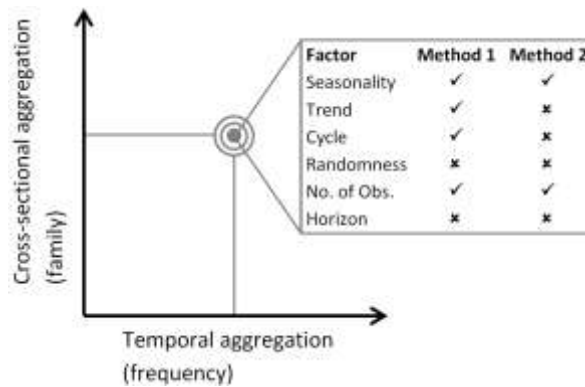 Cross-sectional aggregation
(family)
Factor Method 1 Method 2
Seasonality ✓ ✓
Trend ✓ ✗
Cycle ✓ ✗
Randomness ✗ ✗
No. of Obs. ✓ ✓
Horizon ✗ ✗
Temporal aggregation
(frequency)